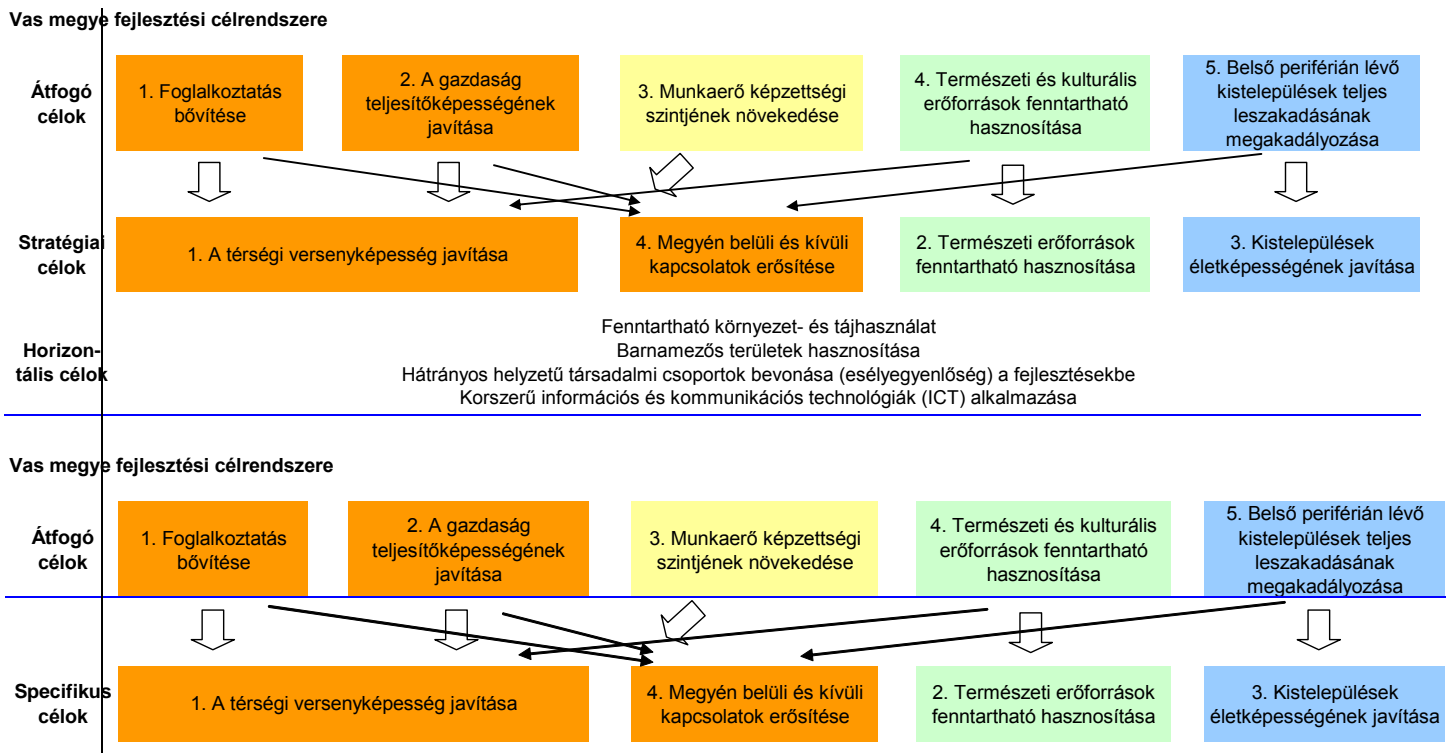 Vas megye fejlesztési célrendszere
Átfogó
célok
1. Foglalkoztatás
bővítése
2. A gazdaság
teljesítőképességének
javítása
3. Munkaerő képzettségi
szintjének növekedése
4. Természeti és kulturális
erőforrások fenntartható
hasznosítása
5. Belső periférián lévő
kistelepülések teljes
leszakadásának
megakadályozása
Stratégiai
célok
1. A térségi versenyképesség javítása
4. Megyén belüli és kívüli
kapcsolatok erősítése
2. Természeti erőforrások
fenntartható hasznosítása
3. Kistelepülések
életképességének javítása
Horizon-
tális célok
Fenntartható környezet- és tájhasználat
Barnamezős területek hasznosítása
Hátrányos helyzetű társadalmi csoportok bevonása (esélyegyenlőség) a fejlesztésekbe
Korszerű információs és kommunikációs technológiák (ICT) alkalmazása
Vas megye fejlesztési célrendszere
Átfogó
célok
1. Foglalkoztatás
bővítése
2. A gazdaság
teljesítőképességének
javítása
3. Munkaerő képzettségi
szintjének növekedése
4. Természeti és kulturális
erőforrások fenntartható
hasznosítása
5. Belső periférián lévő
kistelepülések teljes
leszakadásának
megakadályozása
Specifikus
célok
1. A térségi versenyképesség javítása
4. Megyén belüli és kívüli
kapcsolatok erősítése
2. Természeti erőforrások
fenntartható hasznosítása
3. Kistelepülések
életképességének javítása